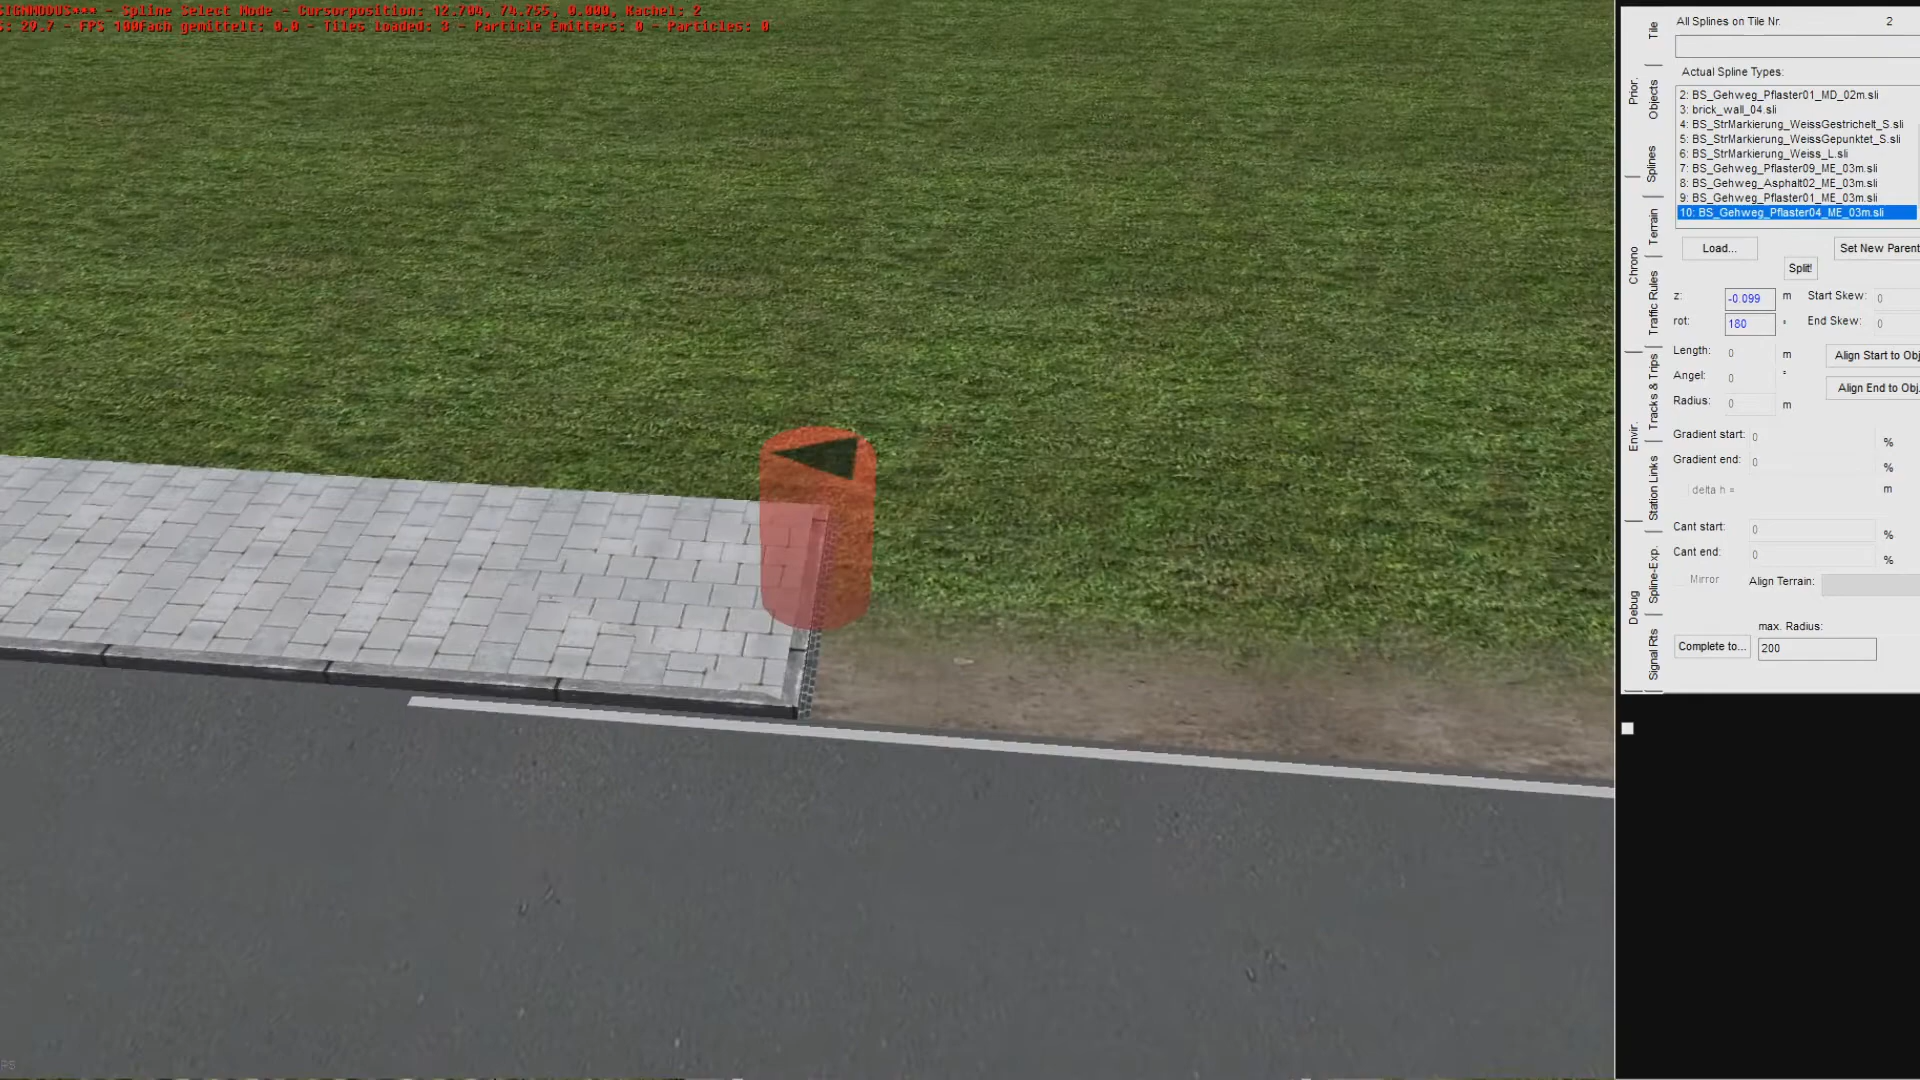 SIGNMODUS*** - Spline Select Mode - Cursorposition: 12.704, 74.755, 0.000, Kachel: 2
S: 29.7 - FPS 100Fach gemittelt: 0.0 - Tiles loaded: 3 - Particle Emitters: 0 - Particles: 0
Tile
Objects
Splines
Terrain
Traffic Rules
Tracks & Trips
Station Links
Spline-Exp.
Signal Rts
Prior.
Chrono
Envir.
Debug
All Splines on Tile Nr. 2
Actual Spline Types:
2: BS_Gehweg_Pflaster01_MD_02m.sli
3: brick_wall_04.sli
4: BS_StrMarkierung_WeissGestrichelt_S.sli
5: BS_StrMarkierung_WeissGepunktet_S.sli
6: BS_StrMarkierung_Weiss_L.sli
7: BS_Gehweg_Pflaster09_ME_03m.sli
8: BS_Gehweg_Asphalt02_ME_03m.sli
9: BS_Gehweg_Pflaster01_ME_03m.sli
10: BS_Gehweg_Pflaster04_ME_03m.sli
Load... Set New Parent
Split!
z: -0.099 m Start Skew: 0
rot: 180 ° End Skew: 0
Length: 0 m Align Start to Obj
Angel: 0 °
Align End to Obj.
Radius: 0 m
Gradient start: 0 %
Gradient end: 0 %
delta h = m
Cant start: 0 %
Cant end: 0 %
Mirror Align Terrain:
max. Radius:
Complete to... 200
PS